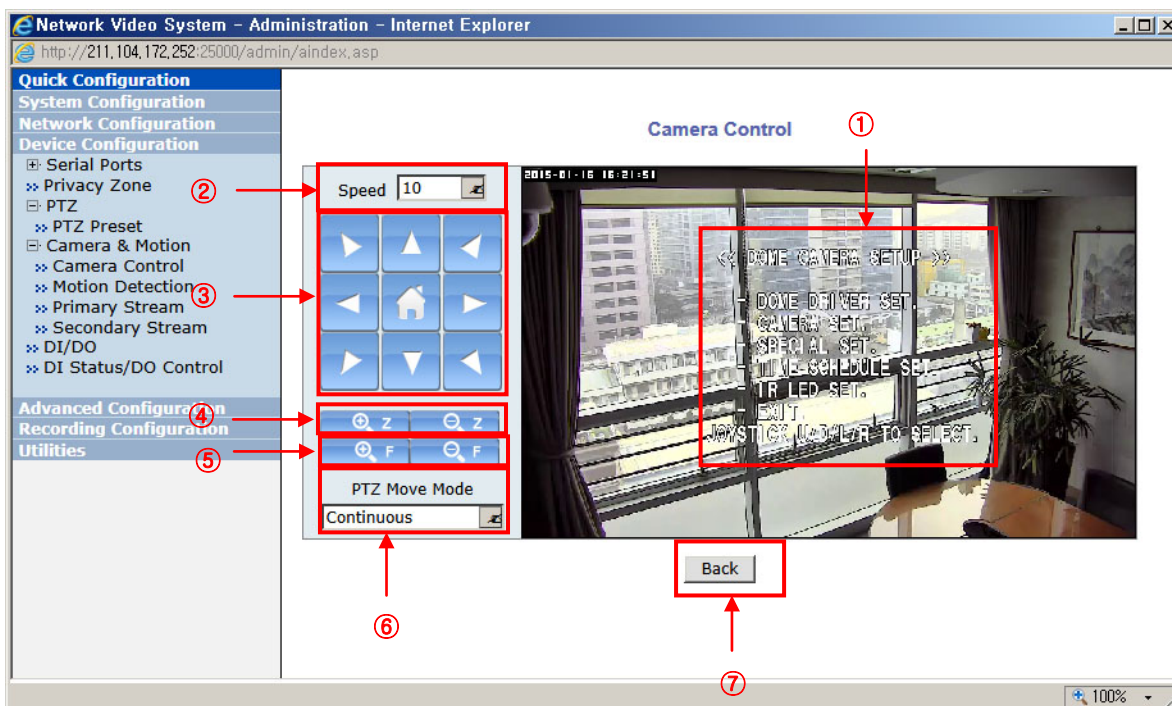 Network Video System - Administration - Internet Explorer
http://211,104,172,252:25000/admin/aindex,asp
Quick Configuration
System Configuration
Network Configuration
Device Configuration
Serial Ports
Privacy Zone
PTZ
PTZ Preset
Camera & Motion
Camera Control
Motion Detection
Primary Stream
Secondary Stream
DI/DO
DI Status/DO Control
Advanced Configuration
Recording Configuration
Utilities
Camera Control
①
②
Speed 10
③
④
Z Z
⑤
F F
PTZ Move Mode
Continuous
⑥
2015-01-16 16:21:51
<< DOME CAMERA SETUP >>
- DOME DRIVER SET.
- CAMERA SET.
- SPECIAL SET.
- TIME SCHEDULE SET.
- IR LED SET.
- EXIT.
JOYSTICK U/D/L/R TO SELECT.
Back
⑦
100%